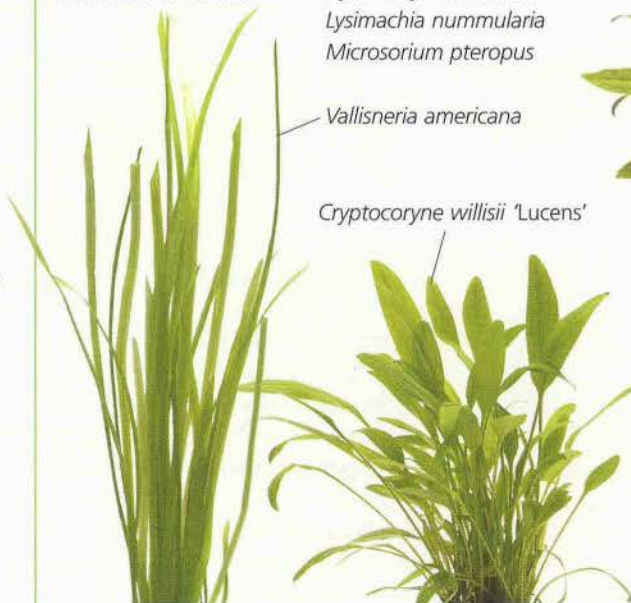 Lysimachia nummularia
Microsorium pteropus
Vallisneria americana
Cryptocoryne willisii 'Lucens'